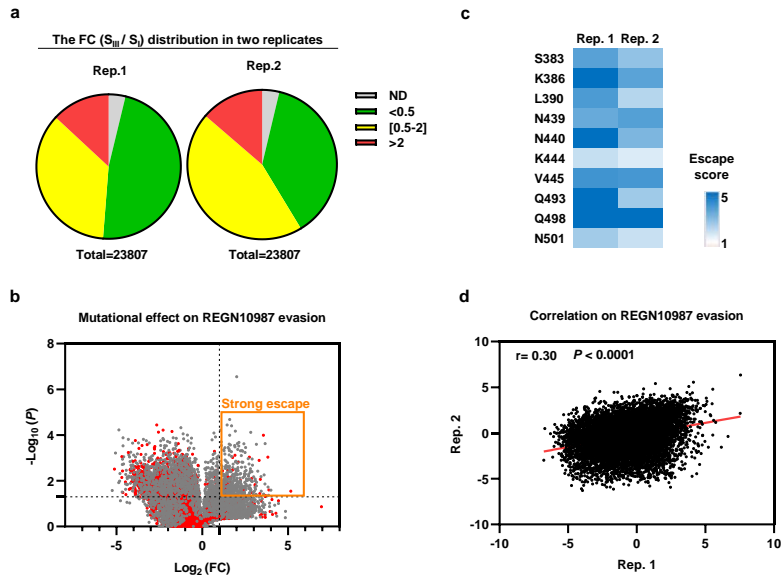 a
The FC (SIII / SI) distribution in two replicates
Rep.1
Rep.2
ND
<0.5
[0.5-2]
>2
Total=23807
Total=23807
b
Mutational effect on REGN10987 evasion
8
6
4
2
0
-Log10 (P)
Strong escape
-5
0
5
Log2 (FC)
c
Rep. 1 Rep. 2
S383
K386
L390
N439
N440
K444
V445
Q493
Q498
N501
Escape
score
5
1
d
Correlation on REGN10987 evasion
r= 0.30 P < 0.0001
10
5
0
-5
-10
Rep. 2
-10
-5
0
5
10
Rep. 1